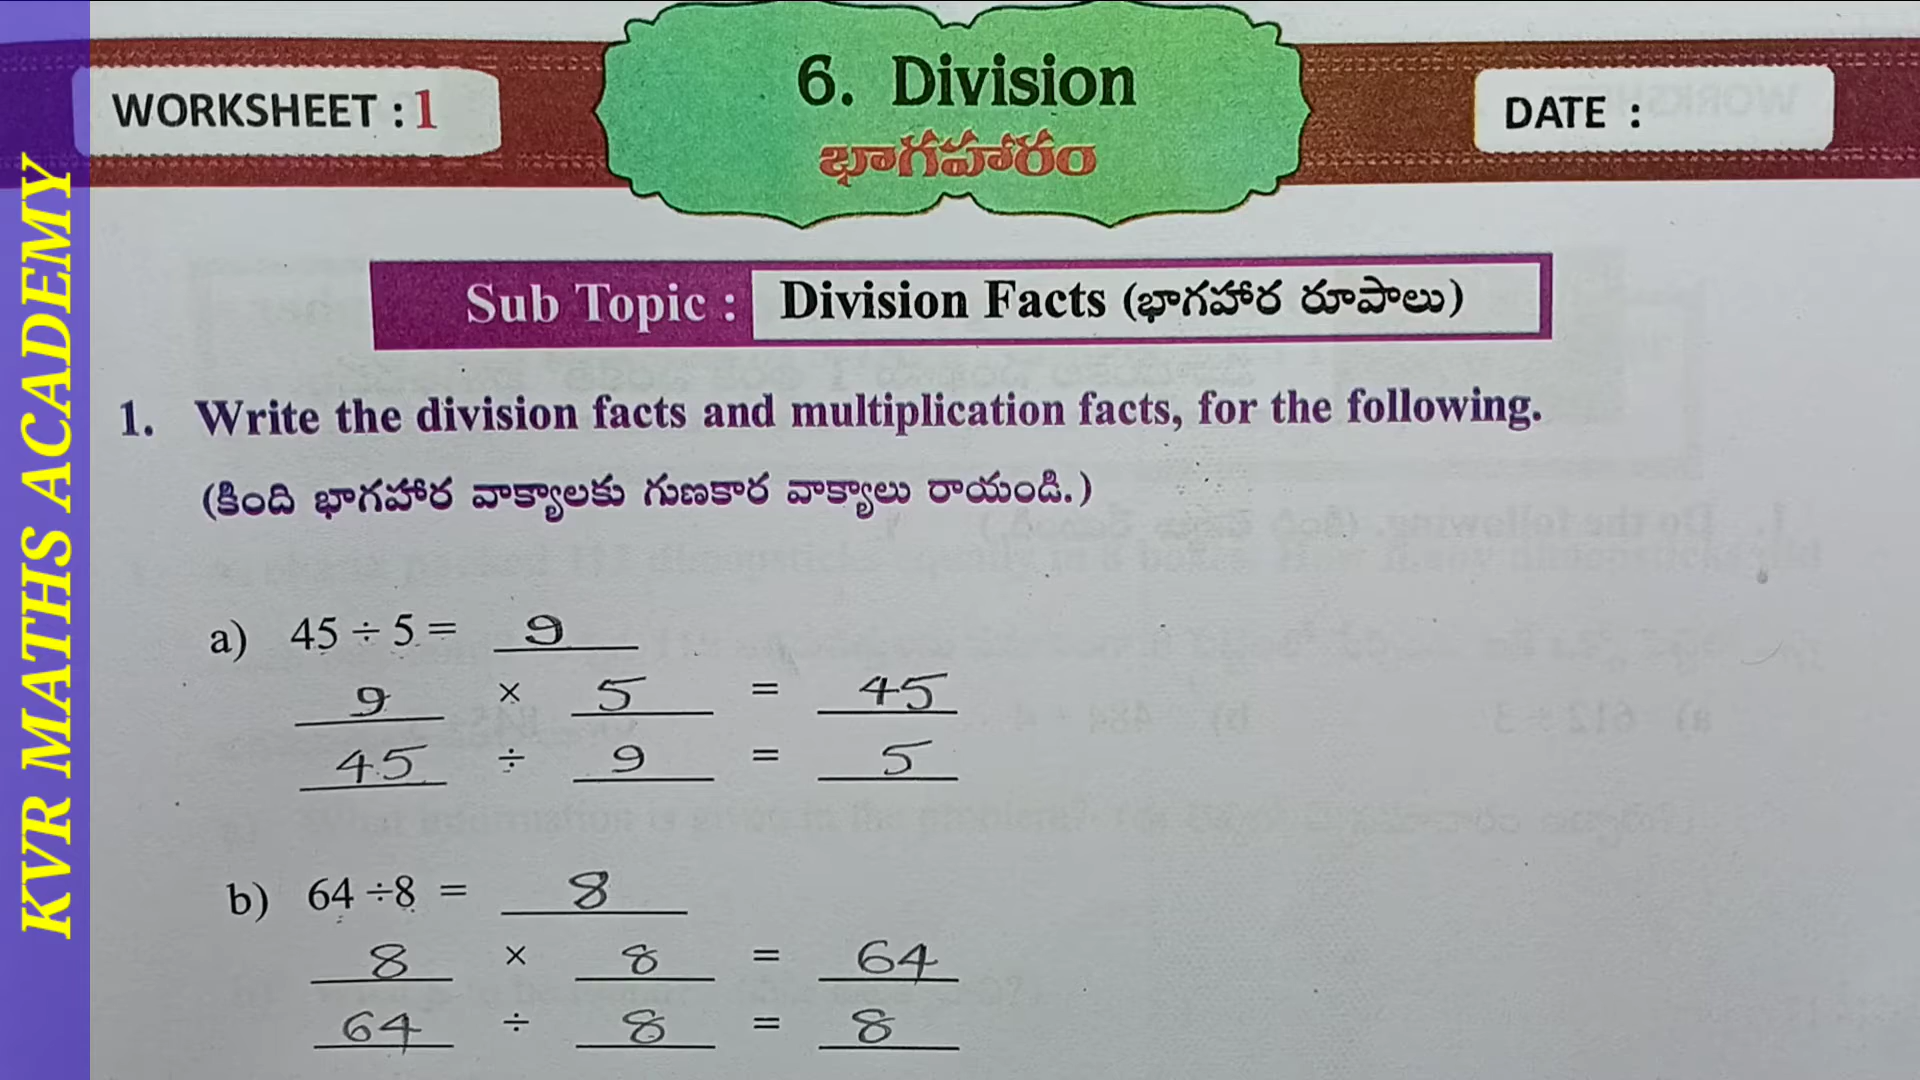 WORKSHEET : 1
6. Division
భాగహారం
DATE :
Sub Topic : Division Facts (భాగహార రూపాలు)
1. Write the division facts and multiplication facts, for the following.
(కింది భాగహార వాక్యాలకు గుణకార వాక్యాలు రాయండి.)
a) 45 ÷ 5 = 9
9 × 5 = 45
45 ÷ 9 = 5
b) 64 ÷8 = 8
8 × 8 = 64
64 ÷ 8 = 8
KVR MATHS ACADEMY